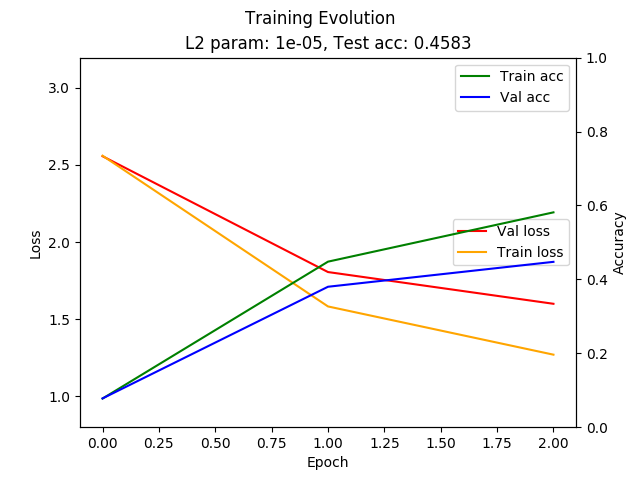 Training Evolution
L2 param: 1e-05, Test acc: 0.4583
Train acc
Val acc
Val loss
Train loss
Loss
3.0
2.5
2.0
1.5
1.0
Accuracy
1.0
0.8
0.6
0.4
0.2
0.0
0.00 0.25 0.50 0.75 1.00 1.25 1.50 1.75 2.00
Epoch